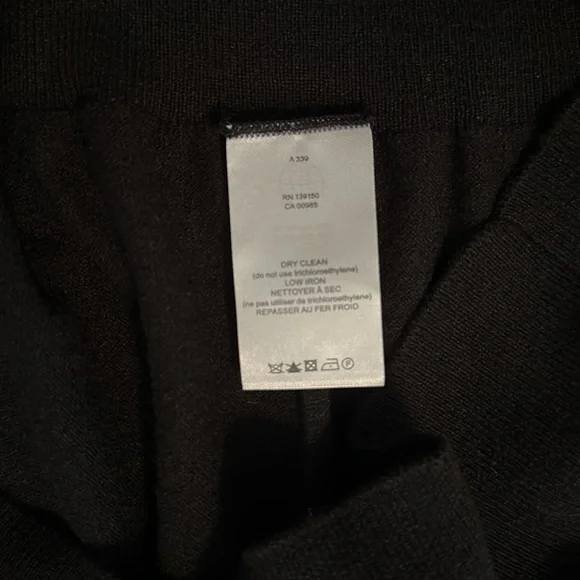 A 339
RN 139150
CA 00985
DRY CLEAN
(do not use trichloroethylene)
LOW IRON
NETTOYER À SEC
(ne pas utiliser de trichloroethylene)
REPASSER AU FER FROID
P